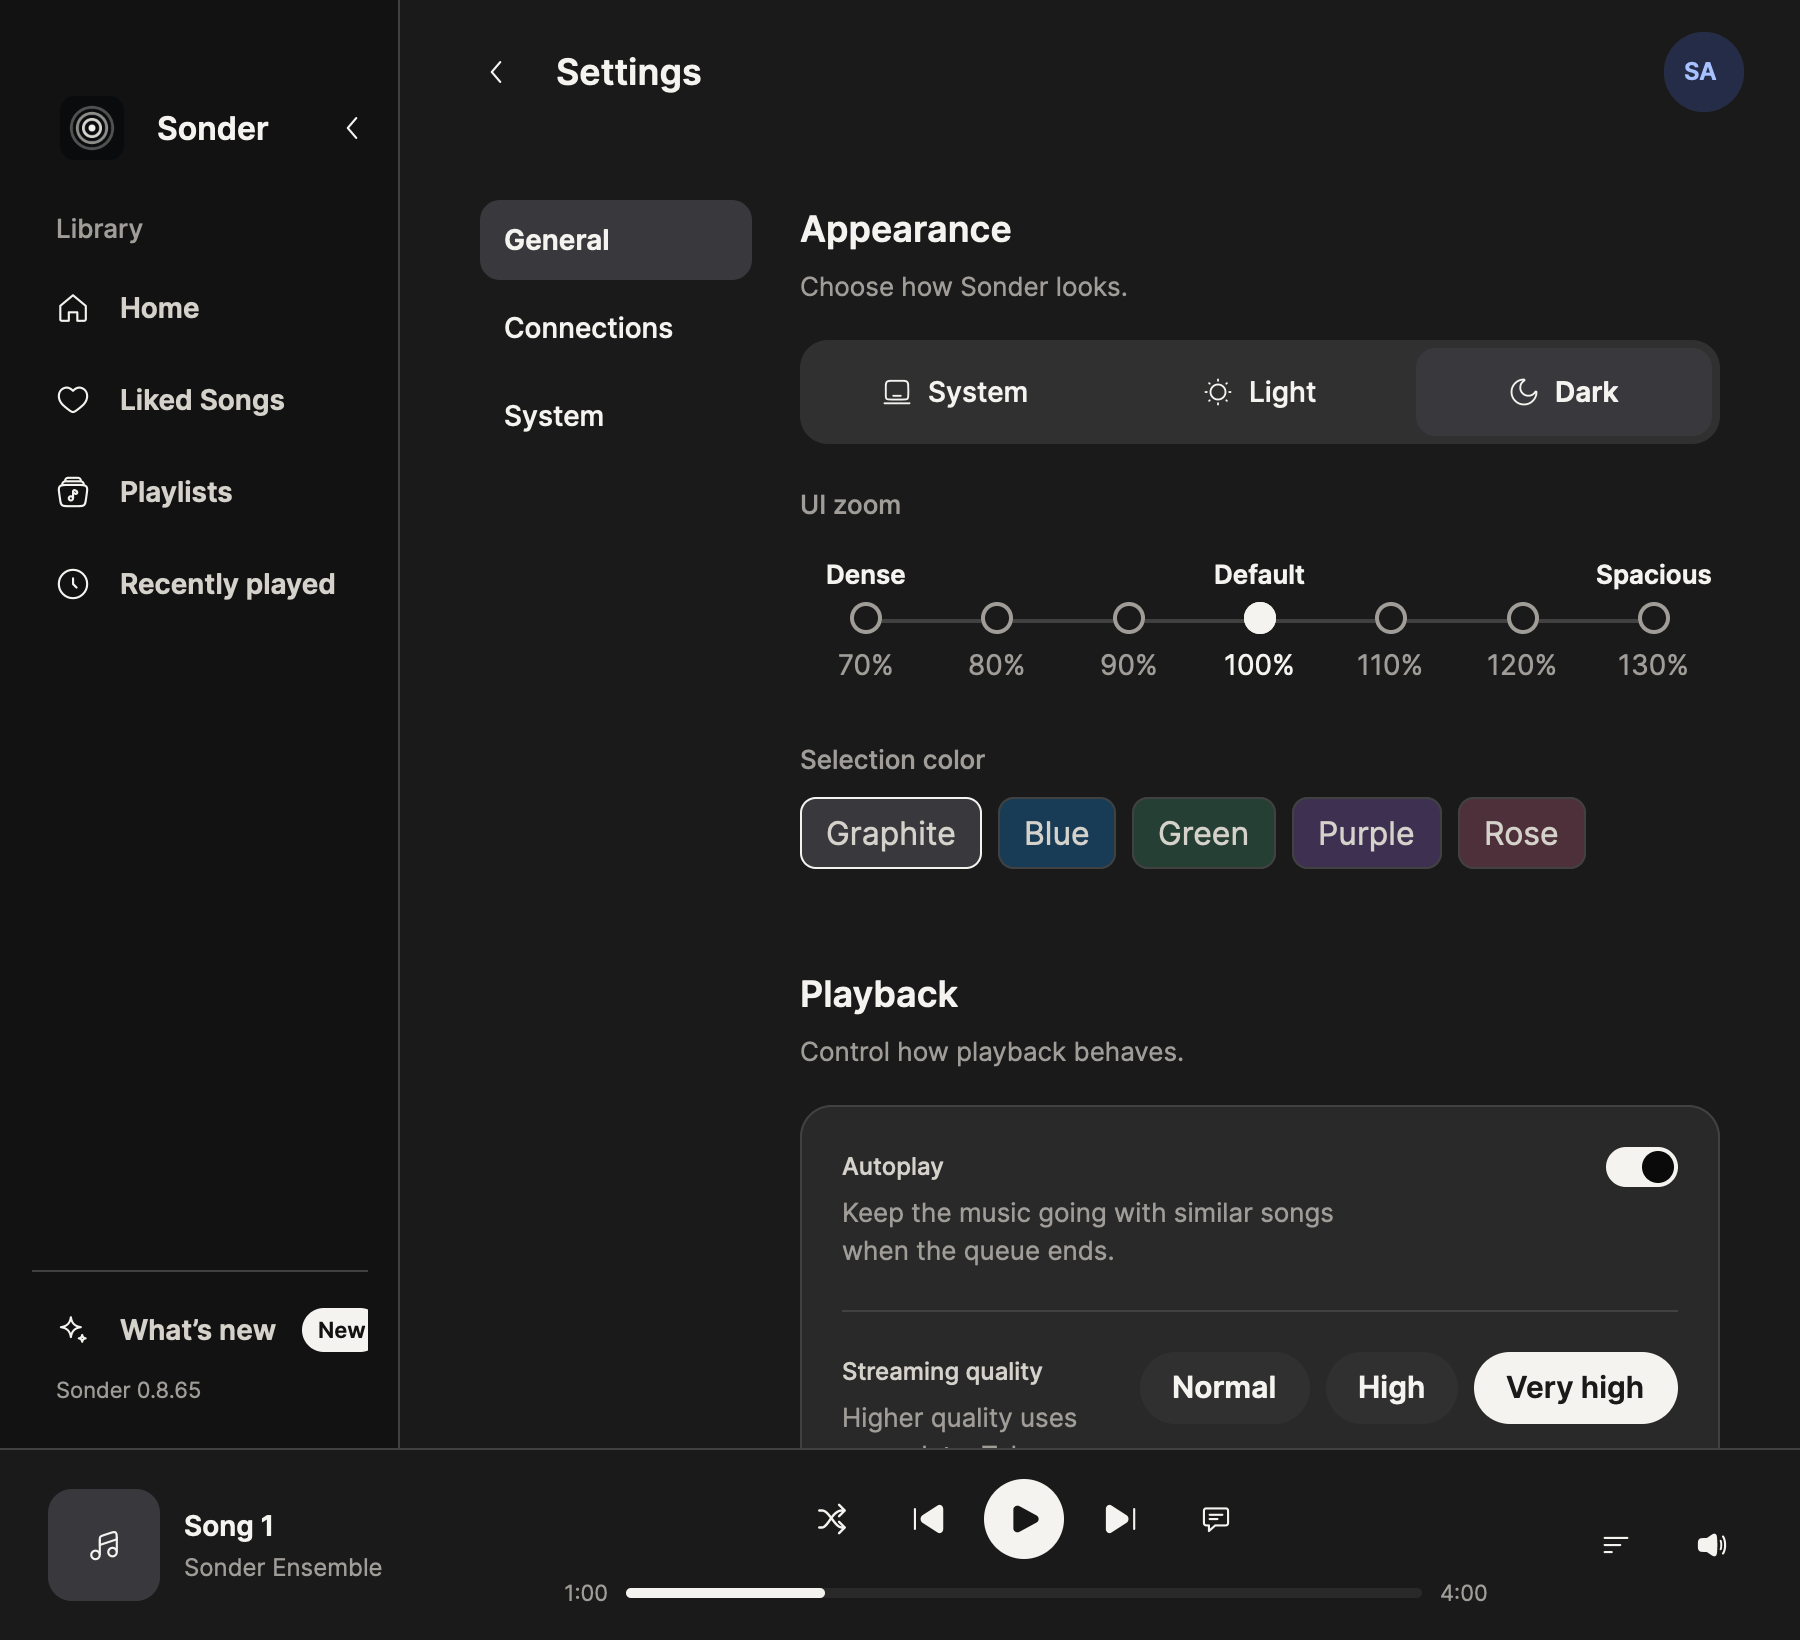 Sonder
Library
Home
Liked Songs
Playlists
Recently played
What’s new New
Sonder 0.8.65
Settings
SA
General
Connections
System
Appearance
Choose how Sonder looks.
System Light Dark
UI zoom
Dense Default Spacious
70% 80% 90% 100% 110% 120% 130%
Selection color
Graphite Blue Green Purple Rose
Playback
Control how playback behaves.
Autoplay
Keep the music going with similar songs
when the queue ends.
Streaming quality
Higher quality uses
Normal High Very high
Song 1
Sonder Ensemble
1:00 4:00